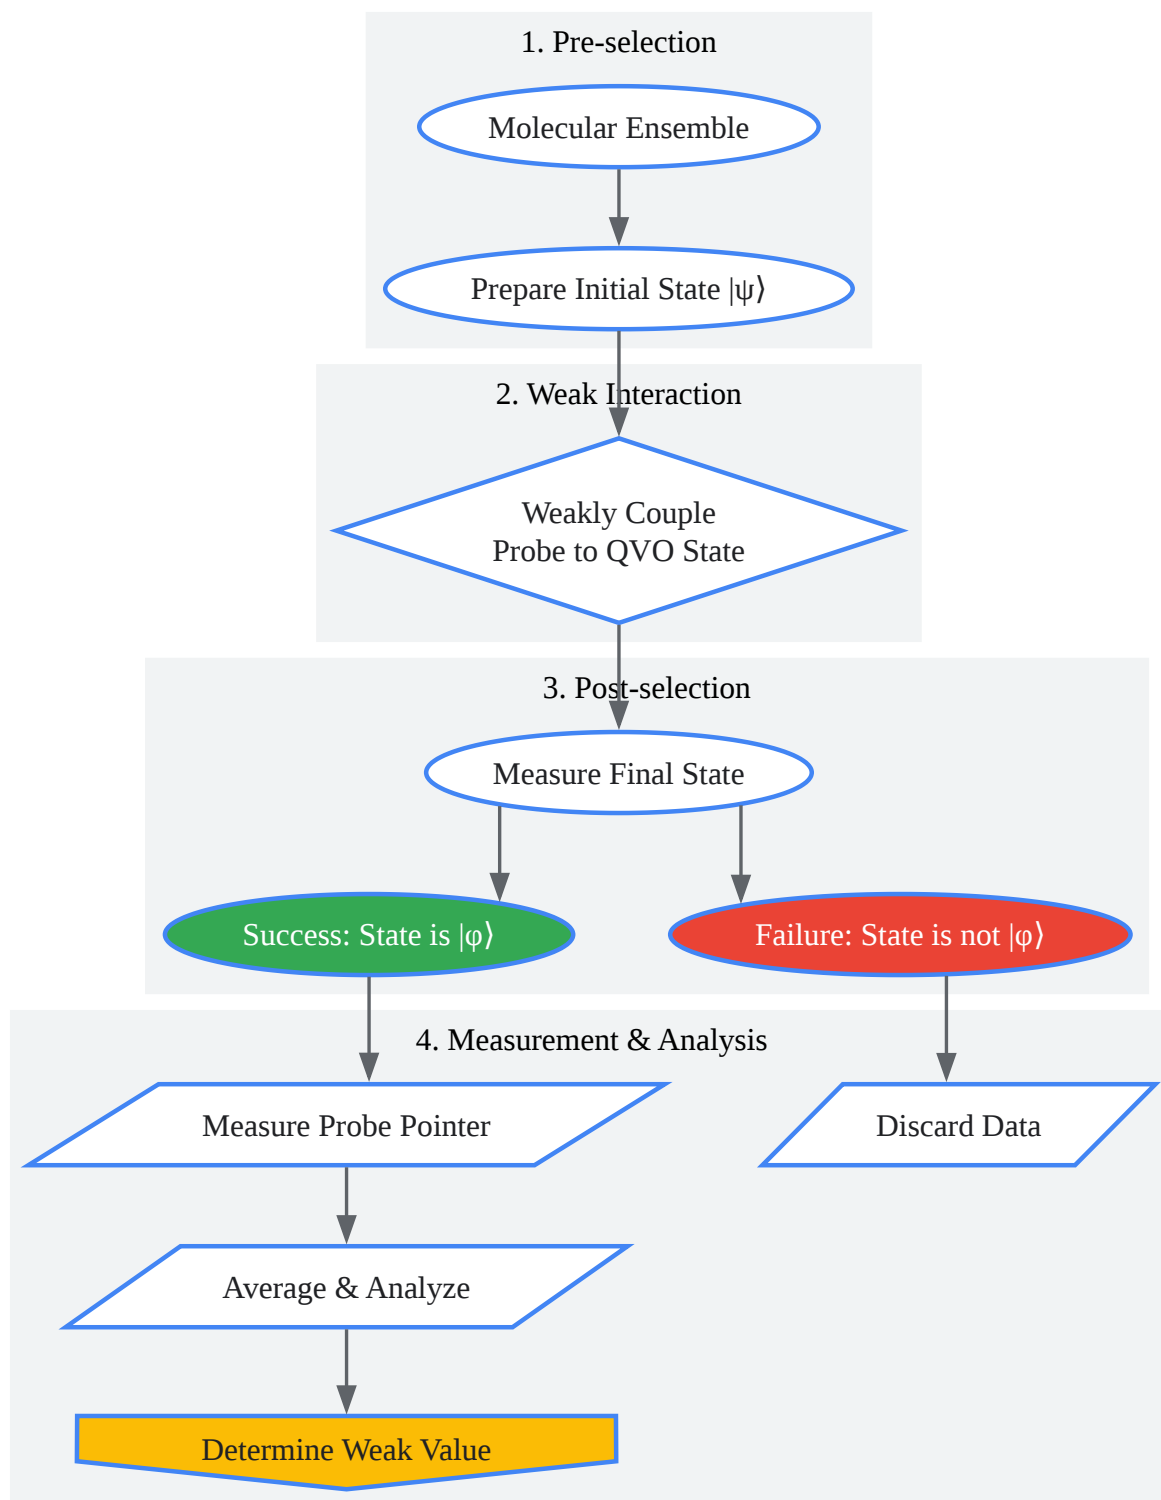 1. Pre-selection
Molecular Ensemble
Prepare Initial State |ψ⟩
2. Weak Interaction
Weakly Couple
Probe to QVO State
3. Post-selection
Measure Final State
Success: State is |φ⟩
Failure: State is not |φ⟩
4. Measurement & Analysis
Measure Probe Pointer
Discard Data
Average & Analyze
Determine Weak Value